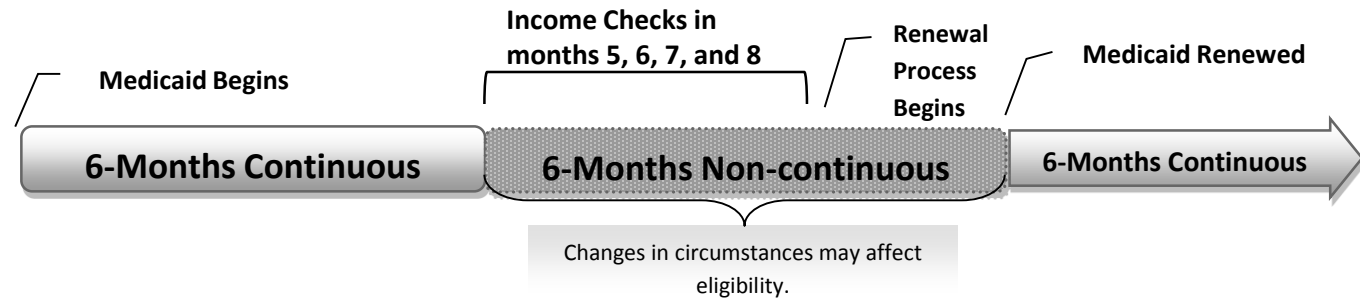 Income Checks in
months 5, 6, 7, and 8
Renewal
Process
Begins
Medicaid Begins
Medicaid Renewed
6-Months Continuous
6-Months Non-continuous
6-Months Continuous
Changes in circumstances may affect
eligibility.